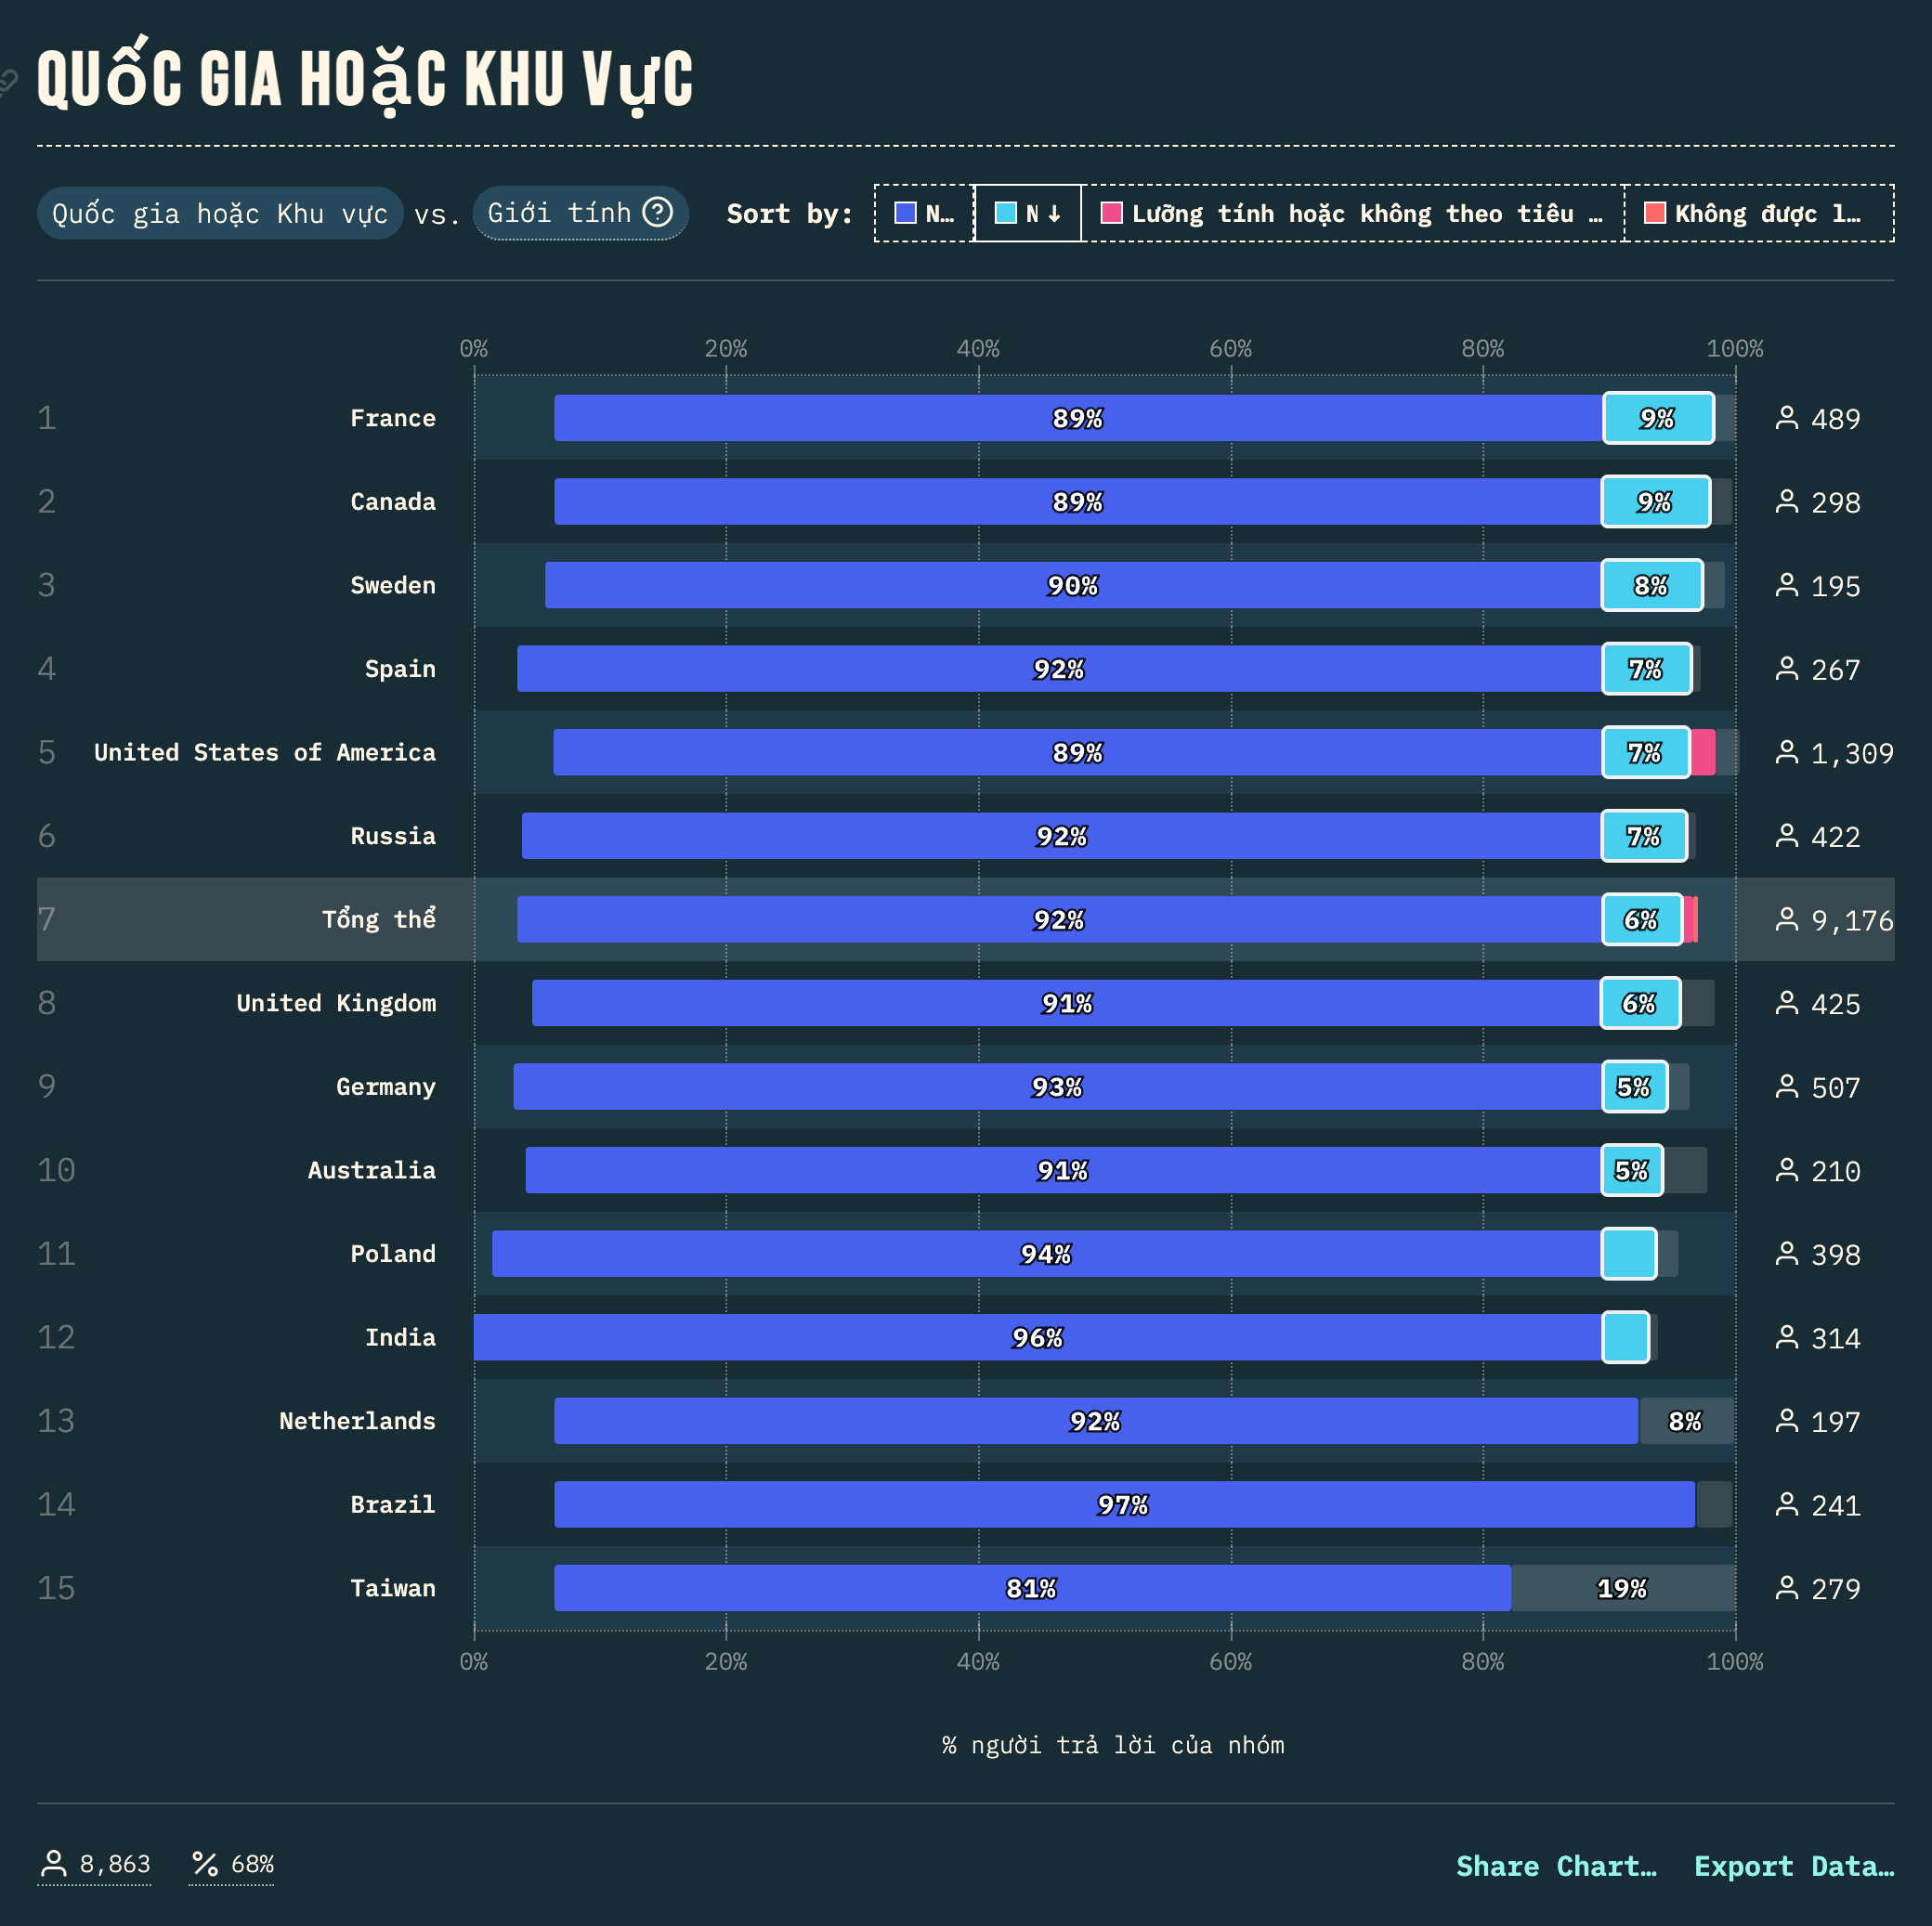 QUỐC GIA HOẶC KHU VỰC
Quốc gia hoặc Khu vực vs. Giới tính ? Sort by: N… N ↓ Lưỡng tính hoặc không theo tiêu … Không được l…
0% 20% 40% 60% 80% 100%
1 France 89% 9% 489
2 Canada 89% 9% 298
3 Sweden 90% 8% 195
4 Spain 92% 7% 267
5 United States of America 89% 7% 1,309
6 Russia 92% 7% 422
7 Tổng thể 92% 6% 9,176
8 United Kingdom 91% 6% 425
9 Germany 93% 5% 507
10 Australia 91% 5% 210
11 Poland 94% 398
12 India 96% 314
13 Netherlands 92% 8% 197
14 Brazil 97% 241
15 Taiwan 81% 19% 279
0% 20% 40% 60% 80% 100%
% người trả lời của nhóm
8,863 % 68% Share Chart… Export Data…